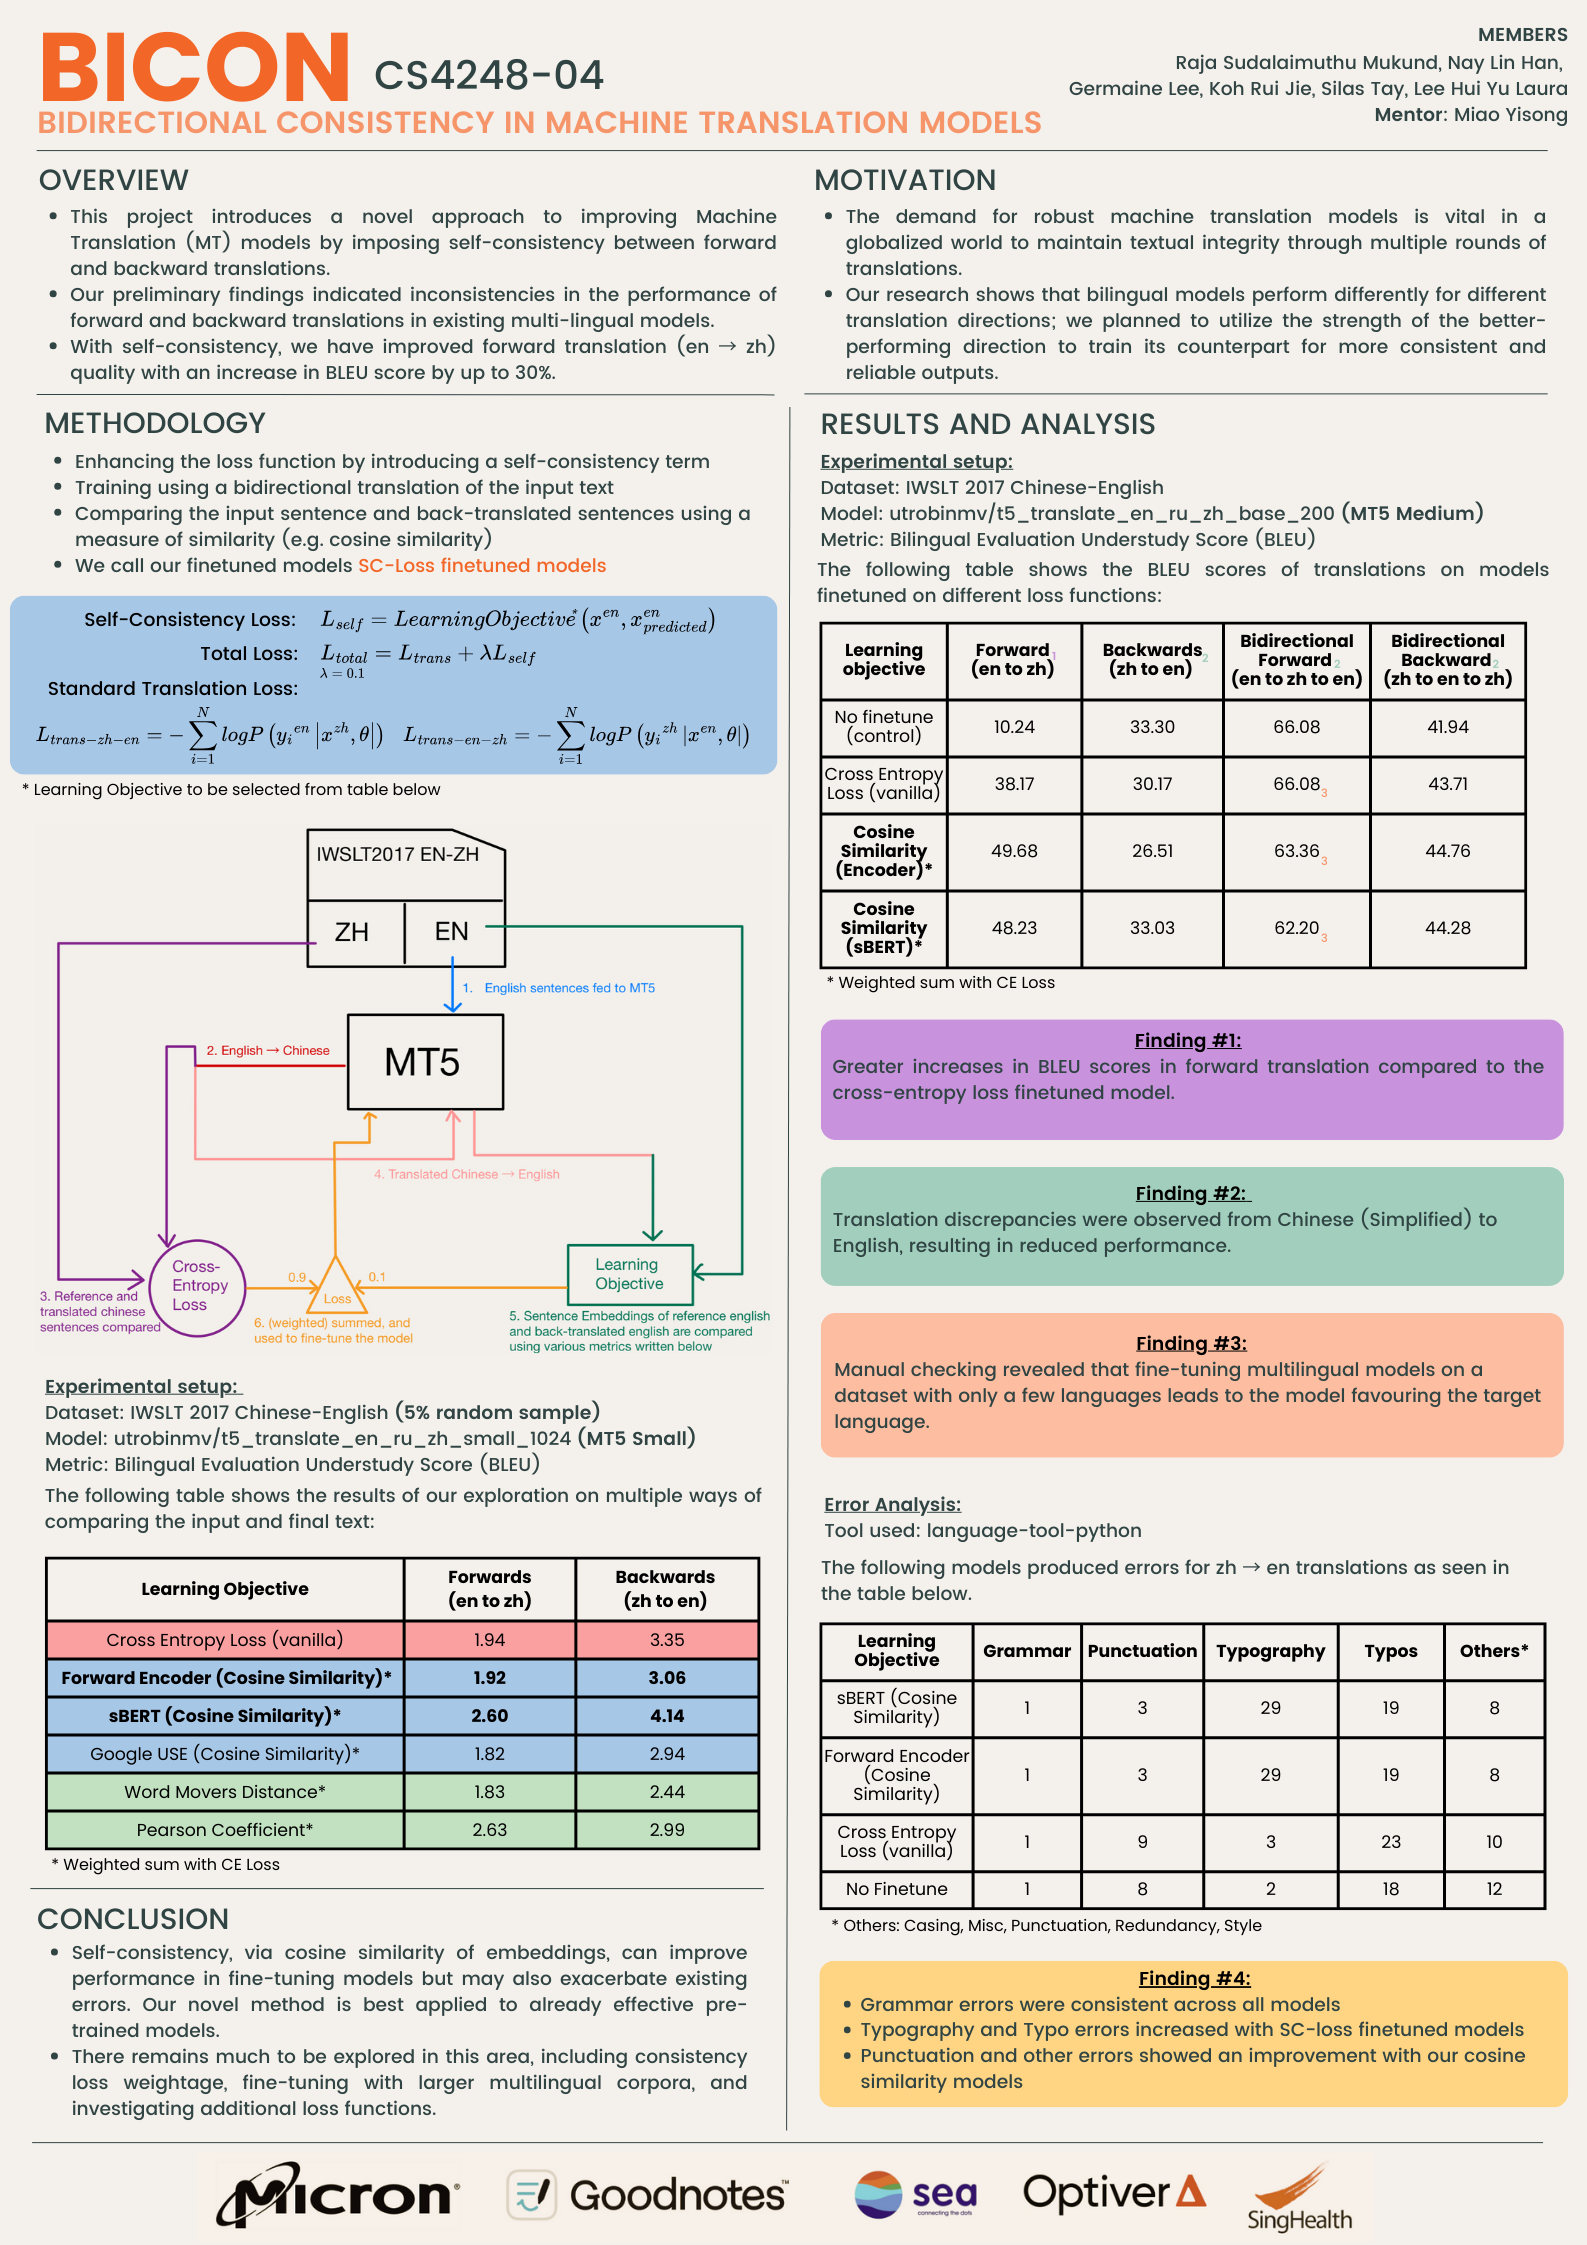 BICON CS4248-04
BIDIRECTIONAL CONSISTENCY IN MACHINE TRANSLATION MODELS
MEMBERS
Raja Sudalaimuthu Mukund, Nay Lin Han,
Germaine Lee, Koh Rui Jie, Silas Tay, Lee Hui Yu Laura
Mentor: Miao Yisong
OVERVIEW
• This project introduces a novel approach to improving Machine
Translation (MT) models by imposing self-consistency between forward
and backward translations.
• Our preliminary findings indicated inconsistencies in the performance of
forward and backward translations in existing multi-lingual models.
• With self-consistency, we have improved forward translation (en → zh)
quality with an increase in BLEU score by up to 30%.
MOTIVATION
• The demand for robust machine translation models is vital in a
globalized world to maintain textual integrity through multiple rounds of
translations.
• Our research shows that bilingual models perform differently for different
translation directions; we planned to utilize the strength of the better-
performing direction to train its counterpart for more consistent and
reliable outputs.
METHODOLOGY
• Enhancing the loss function by introducing a self-consistency term
• Training using a bidirectional translation of the input text
• Comparing the input sentence and back-translated sentences using a
measure of similarity (e.g. cosine similarity)
• We call our finetuned models SC-Loss finetuned models
Self-Consistency Loss: L_self = LearningObjective* (x^en, x^en_predicted)
Total Loss: L_total = L_trans + λL_self
λ = 0.1
Standard Translation Loss:
L_trans−zh−en = − ∑_{i=1}^{N} logP (y_i^en |x^zh, θ|) L_trans−en−zh = − ∑_{i=1}^{N} logP (y_i^zh |x^en, θ|)
* Learning Objective to be selected from table below
IWSLT2017 EN-ZH
ZH EN
1. English sentences fed to MT5
MT5
2. English → Chinese
4. Translated Chinese → English
Cross-
Entropy
Loss
0.9
0.1
Loss
Learning
Objective
3. Reference and
translated chinese
sentences compared
6. (weighted) summed, and
used to fine-tune the model
5. Sentence Embeddings of reference english
and back-translated english are compared
using various metrics written below
Experimental setup:
Dataset: IWSLT 2017 Chinese-English (5% random sample)
Model: utrobinmv/t5_translate_en_ru_zh_small_1024 (MT5 Small)
Metric: Bilingual Evaluation Understudy Score (BLEU)
The following table shows the results of our exploration on multiple ways of
comparing the input and final text:
Learning Objective Forwards (en to zh) Backwards (zh to en)
Cross Entropy Loss (vanilla) 1.94 3.35
Forward Encoder (Cosine Similarity)* 1.92 3.06
sBERT (Cosine Similarity)* 2.60 4.14
Google USE (Cosine Similarity)* 1.82 2.94
Word Movers Distance* 1.83 2.44
Pearson Coefficient* 2.63 2.99
* Weighted sum with CE Loss
CONCLUSION
• Self-consistency, via cosine similarity of embeddings, can improve
performance in fine-tuning models but may also exacerbate existing
errors. Our novel method is best applied to already effective pre-
trained models.
• There remains much to be explored in this area, including consistency
loss weightage, fine-tuning with larger multilingual corpora, and
investigating additional loss functions.
RESULTS AND ANALYSIS
Experimental setup:
Dataset: IWSLT 2017 Chinese-English
Model: utrobinmv/t5_translate_en_ru_zh_base_200 (MT5 Medium)
Metric: Bilingual Evaluation Understudy Score (BLEU)
The following table shows the BLEU scores of translations on models
finetuned on different loss functions:
Learning objective Forward 1 (en to zh) Backwards 2 (zh to en) Bidirectional Forward 2 (en to zh to en) Bidirectional Backward 2 (zh to en to zh)
No finetune (control) 10.24 33.30 66.08 41.94
Cross Entropy Loss (vanilla) 38.17 30.17 66.08 3 43.71
Cosine Similarity (Encoder)* 49.68 26.51 63.36 3 44.76
Cosine Similarity (sBERT)* 48.23 33.03 62.20 3 44.28
* Weighted sum with CE Loss
Finding #1:
Greater increases in BLEU scores in forward translation compared to the
cross-entropy loss finetuned model.
Finding #2:
Translation discrepancies were observed from Chinese (Simplified) to
English, resulting in reduced performance.
Finding #3:
Manual checking revealed that fine-tuning multilingual models on a
dataset with only a few languages leads to the model favouring the target
language.
Error Analysis:
Tool used: language-tool-python
The following models produced errors for zh → en translations as seen in
the table below.
Learning Objective Grammar Punctuation Typography Typos Others*
sBERT (Cosine Similarity) 1 3 29 19 8
Forward Encoder (Cosine Similarity) 1 3 29 19 8
Cross Entropy Loss (vanilla) 1 9 3 23 10
No Finetune 1 8 2 18 12
* Others: Casing, Misc, Punctuation, Redundancy, Style
Finding #4:
• Grammar errors were consistent across all models
• Typography and Typo errors increased with SC-loss finetuned models
• Punctuation and other errors showed an improvement with our cosine
similarity models
Micron®
Goodnotes™
sea
connecting the dots
Optiver
SingHealth